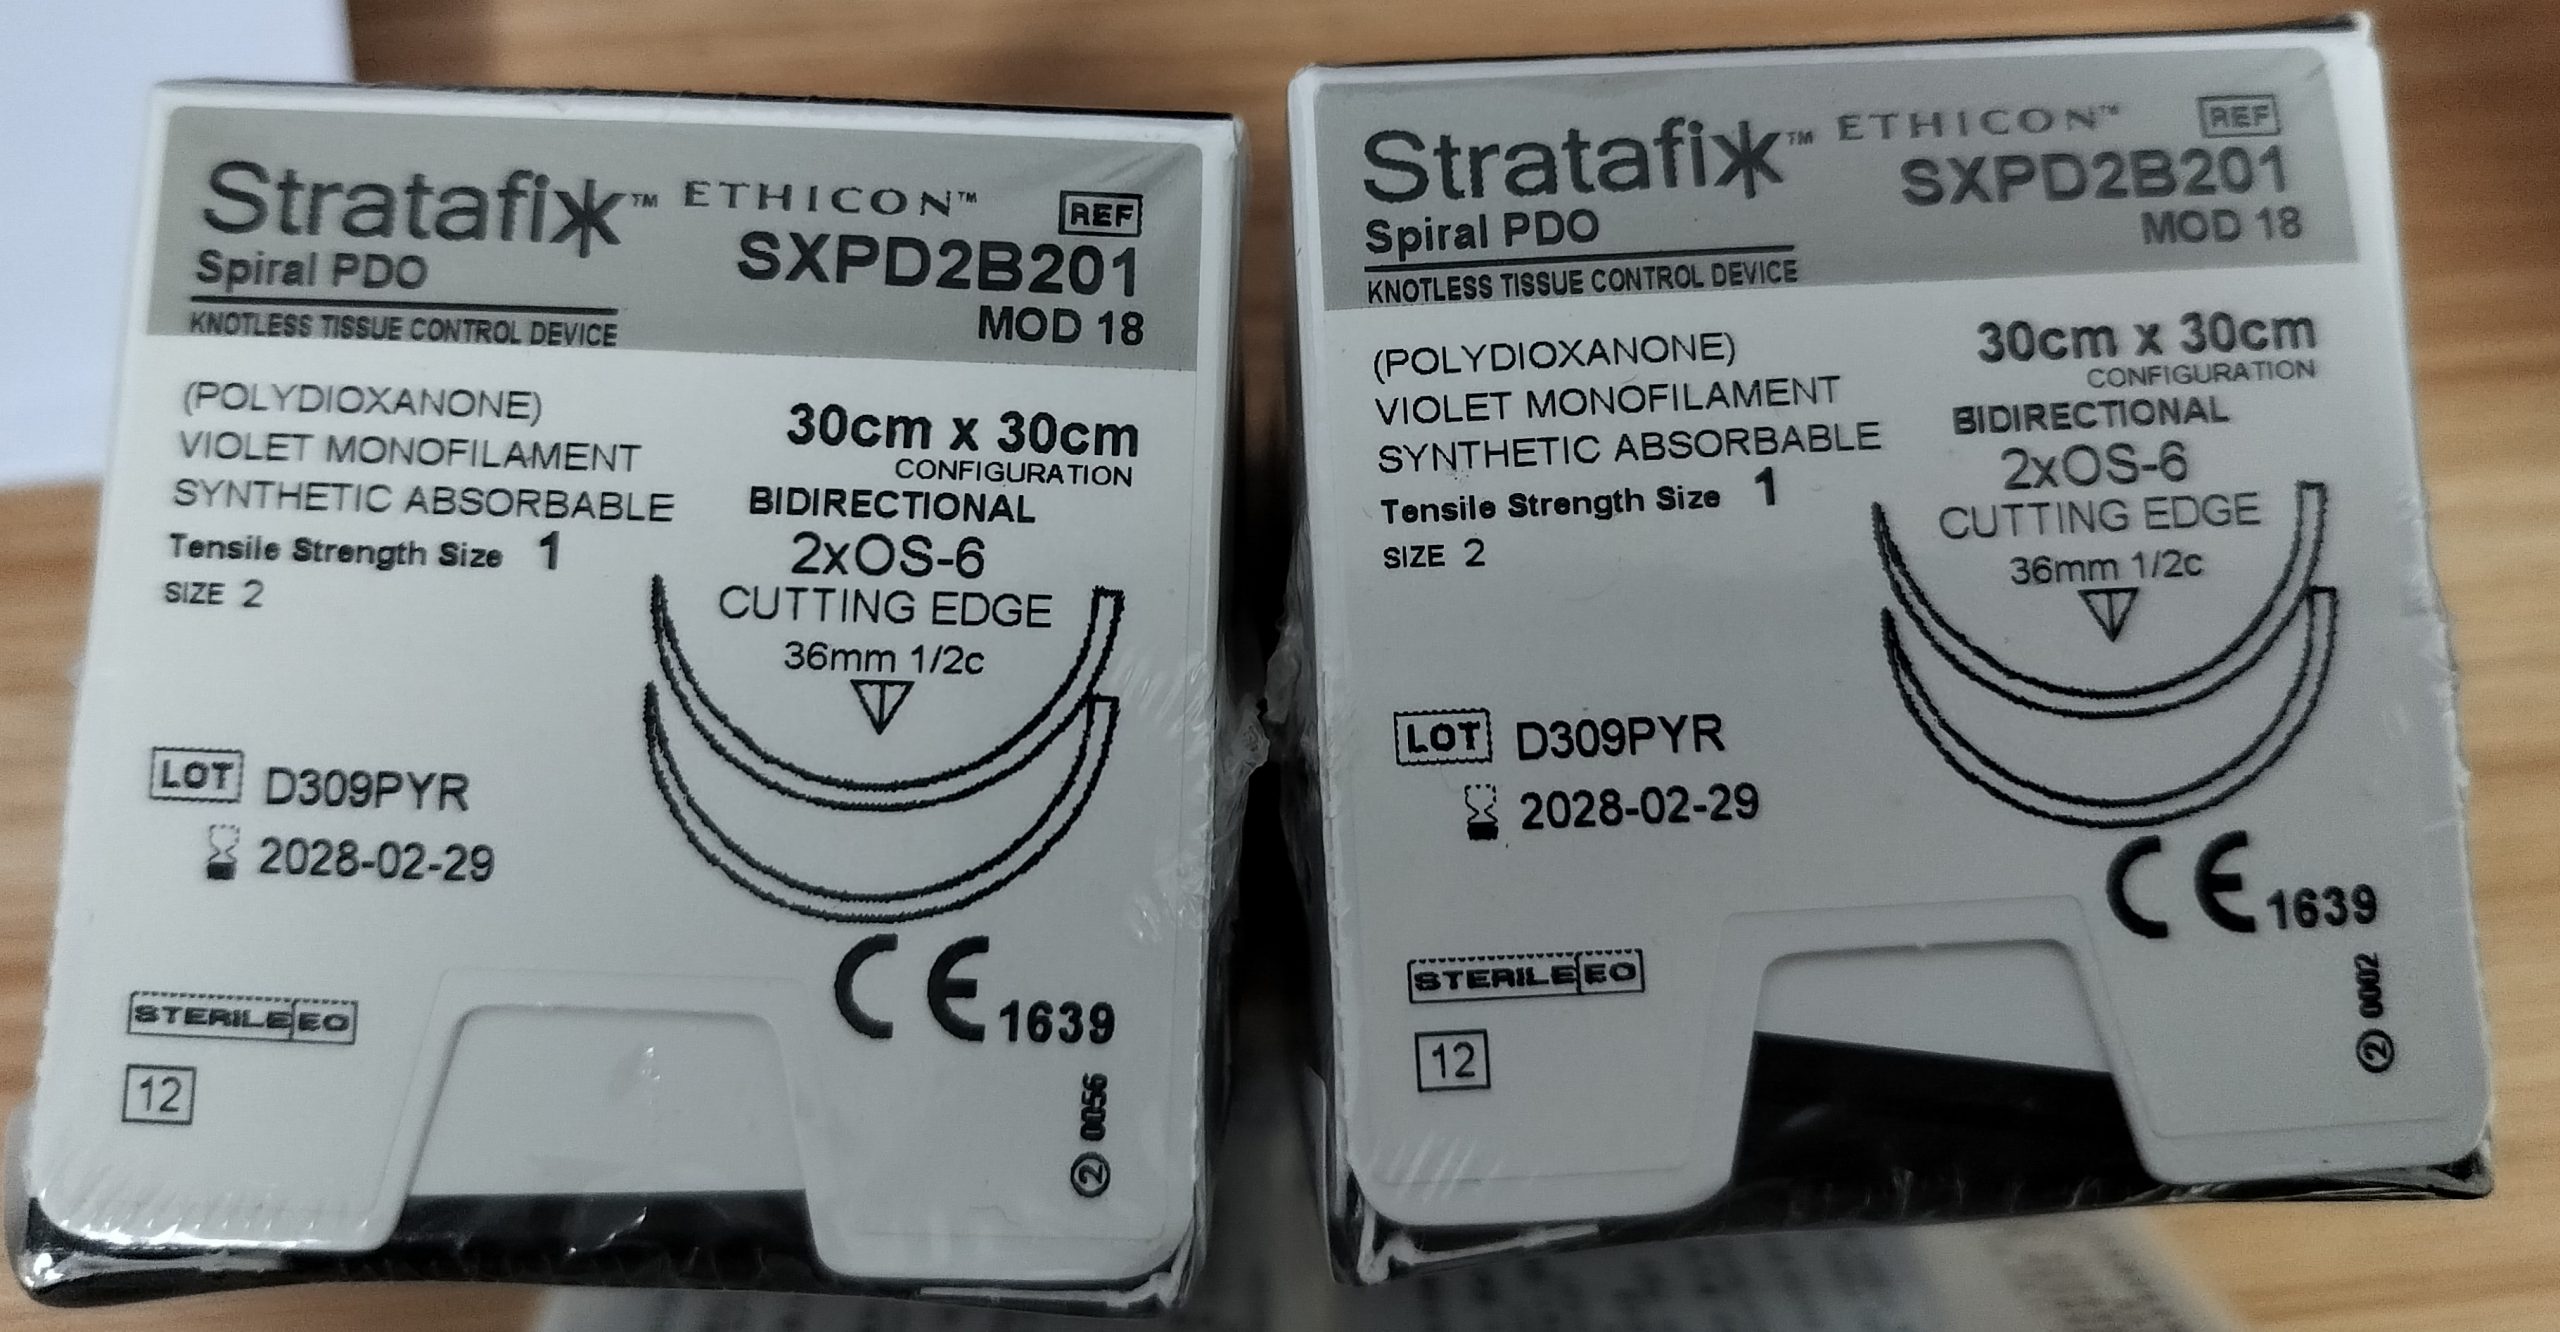 Stratafix™ ETHICON™ REF
Spiral PDO SXPD2B201
KNOTLESS TISSUE CONTROL DEVICE MOD 18
(POLYDIOXANONE)
VIOLET MONOFILAMENT
SYNTHETIC ABSORBABLE
Tensile Strength Size 1
SIZE 2
30cm x 30cm
CONFIGURATION
BIDIRECTIONAL
2xOS-6
CUTTING EDGE
36mm 1/2c
LOT D309PYR
2028-02-29
CE 1639
STERILE EO
12
② 0056
Stratafix™ ETHICON™ REF
Spiral PDO SXPD2B201
KNOTLESS TISSUE CONTROL DEVICE MOD 18
(POLYDIOXANONE)
VIOLET MONOFILAMENT
SYNTHETIC ABSORBABLE
Tensile Strength Size 1
SIZE 2
30cm x 30cm
CONFIGURATION
BIDIRECTIONAL
2xOS-6
CUTTING EDGE
36mm 1/2c
LOT D309PYR
2028-02-29
CE 1639
STERILE EO
12
② 0002